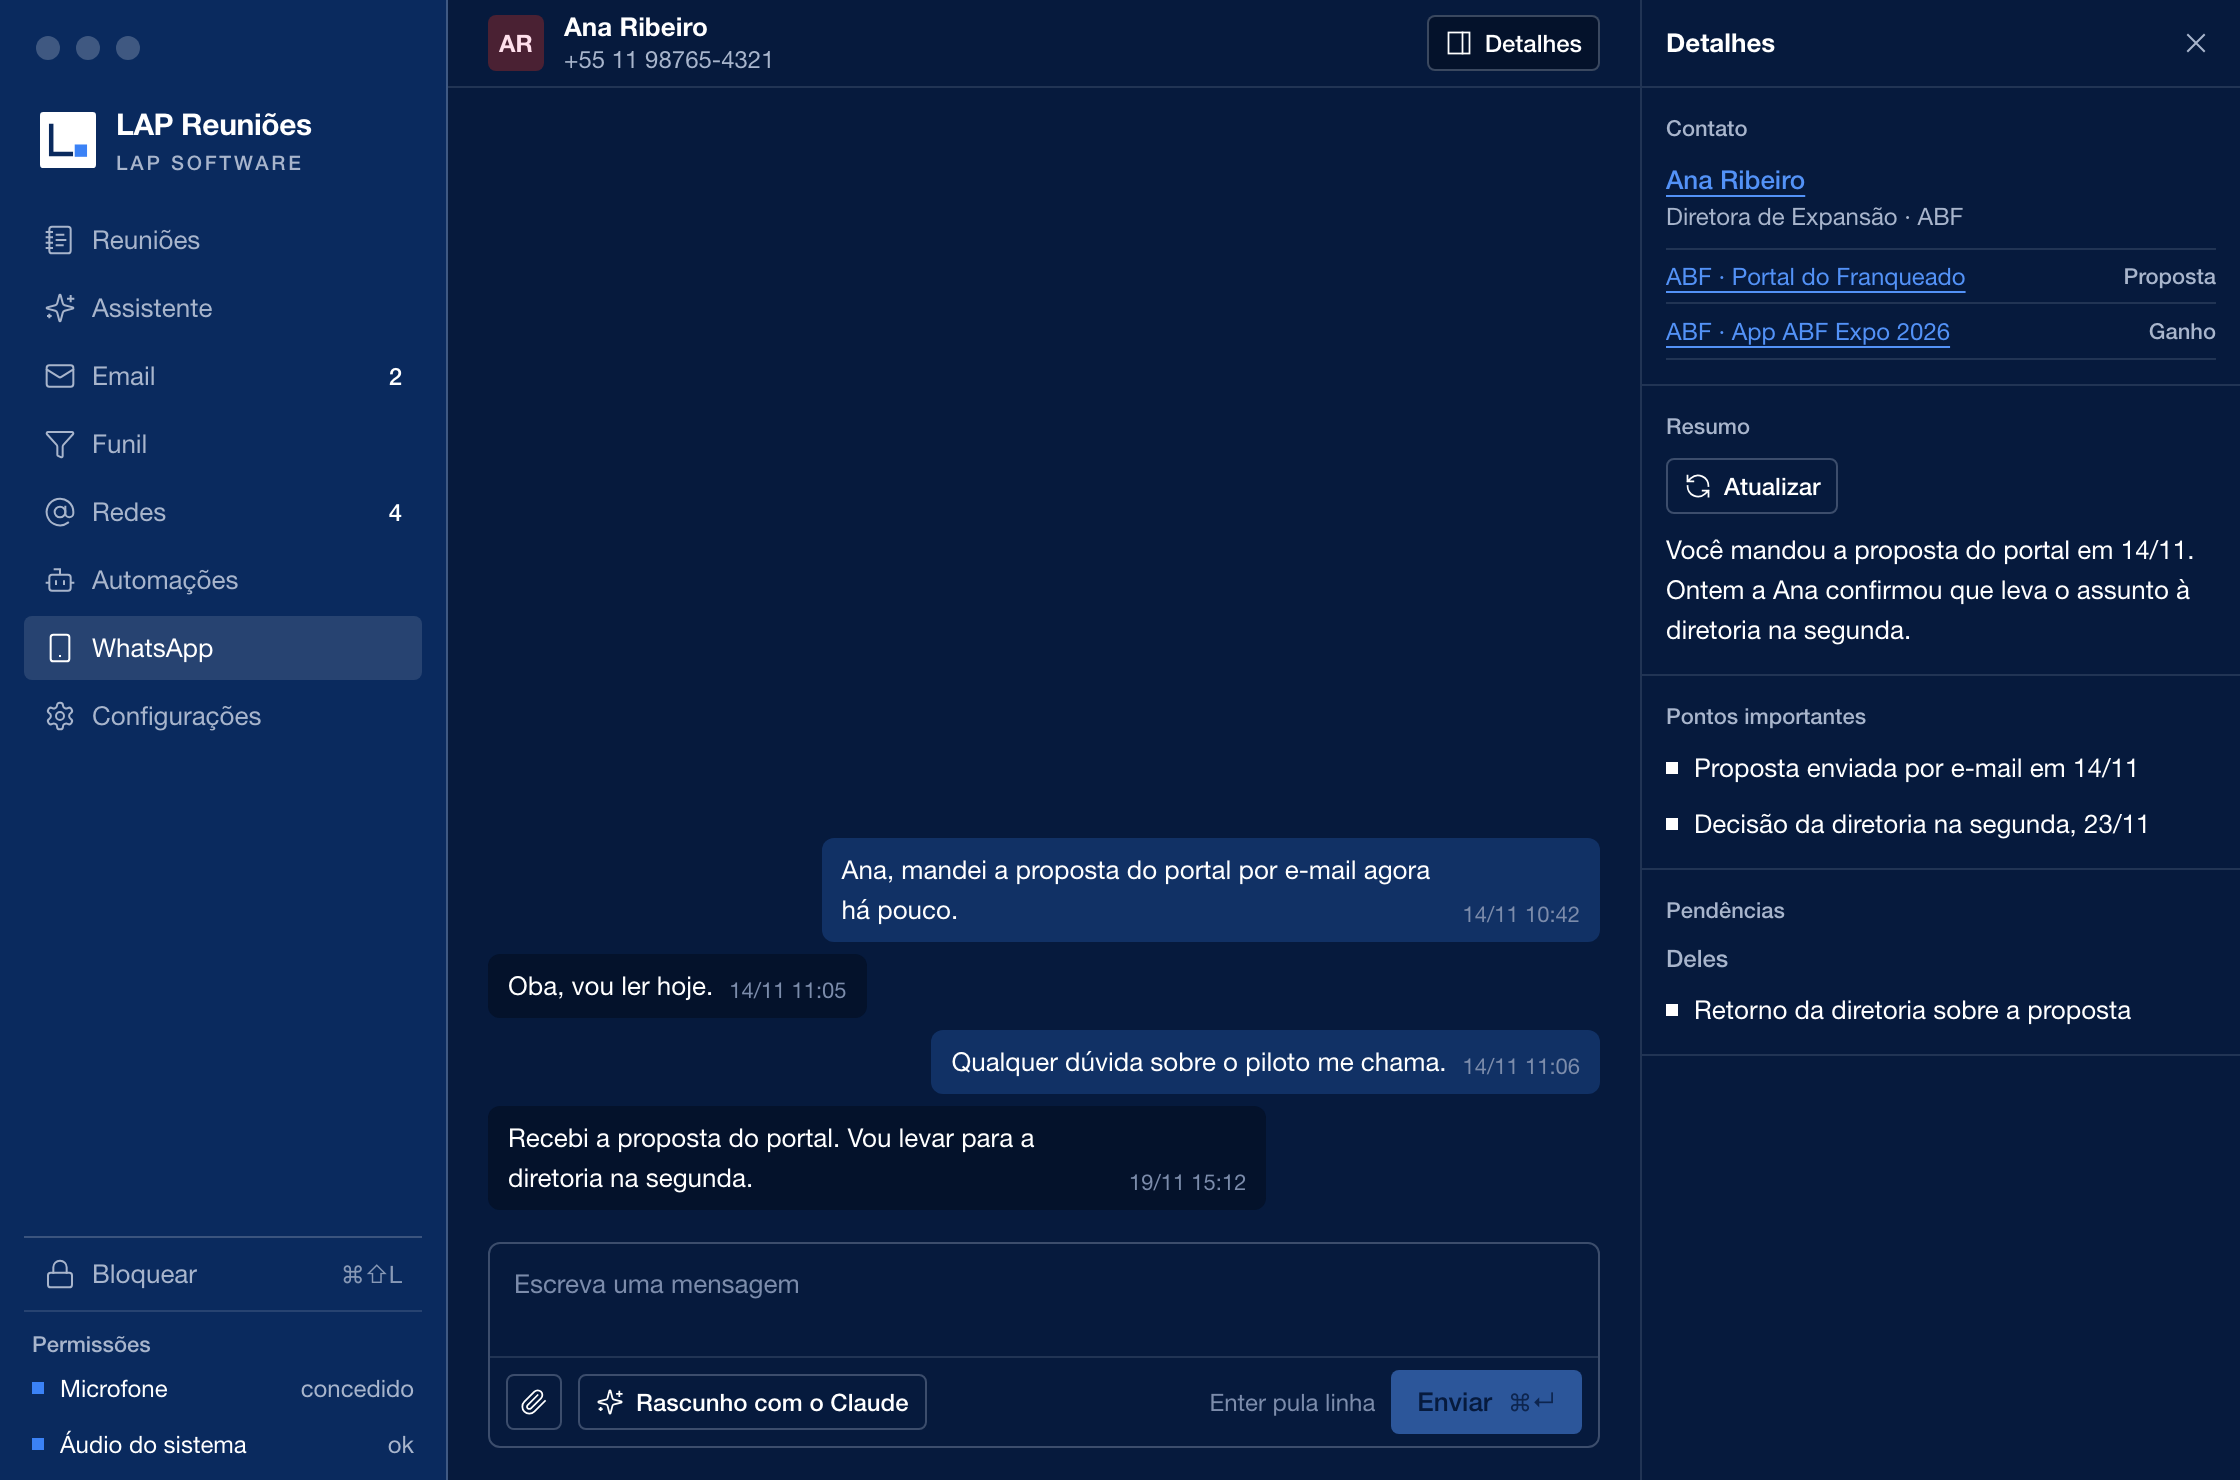 LAP Reuniões
LAP SOFTWARE
Reuniões
Assistente
Email 2
Funil
Redes 4
Automações
WhatsApp
Configurações
Bloquear ⌘⇧L
Permissões
Microfone concedido
Áudio do sistema ok
AR
Ana Ribeiro
+55 11 98765-4321
Detalhes
Ana, mandei a proposta do portal por e-mail agora
há pouco. 14/11 10:42
Oba, vou ler hoje. 14/11 11:05
Qualquer dúvida sobre o piloto me chama. 14/11 11:06
Recebi a proposta do portal. Vou levar para a
diretoria na segunda. 19/11 15:12
Escreva uma mensagem
Rascunho com o Claude
Enter pula linha
Enviar ⌘↵
Detalhes
Contato
Ana Ribeiro
Diretora de Expansão · ABF
ABF · Portal do Franqueado Proposta
ABF · App ABF Expo 2026 Ganho
Resumo
Atualizar
Você mandou a proposta do portal em 14/11.
Ontem a Ana confirmou que leva o assunto à
diretoria na segunda.
Pontos importantes
Proposta enviada por e-mail em 14/11
Decisão da diretoria na segunda, 23/11
Pendências
Deles
Retorno da diretoria sobre a proposta